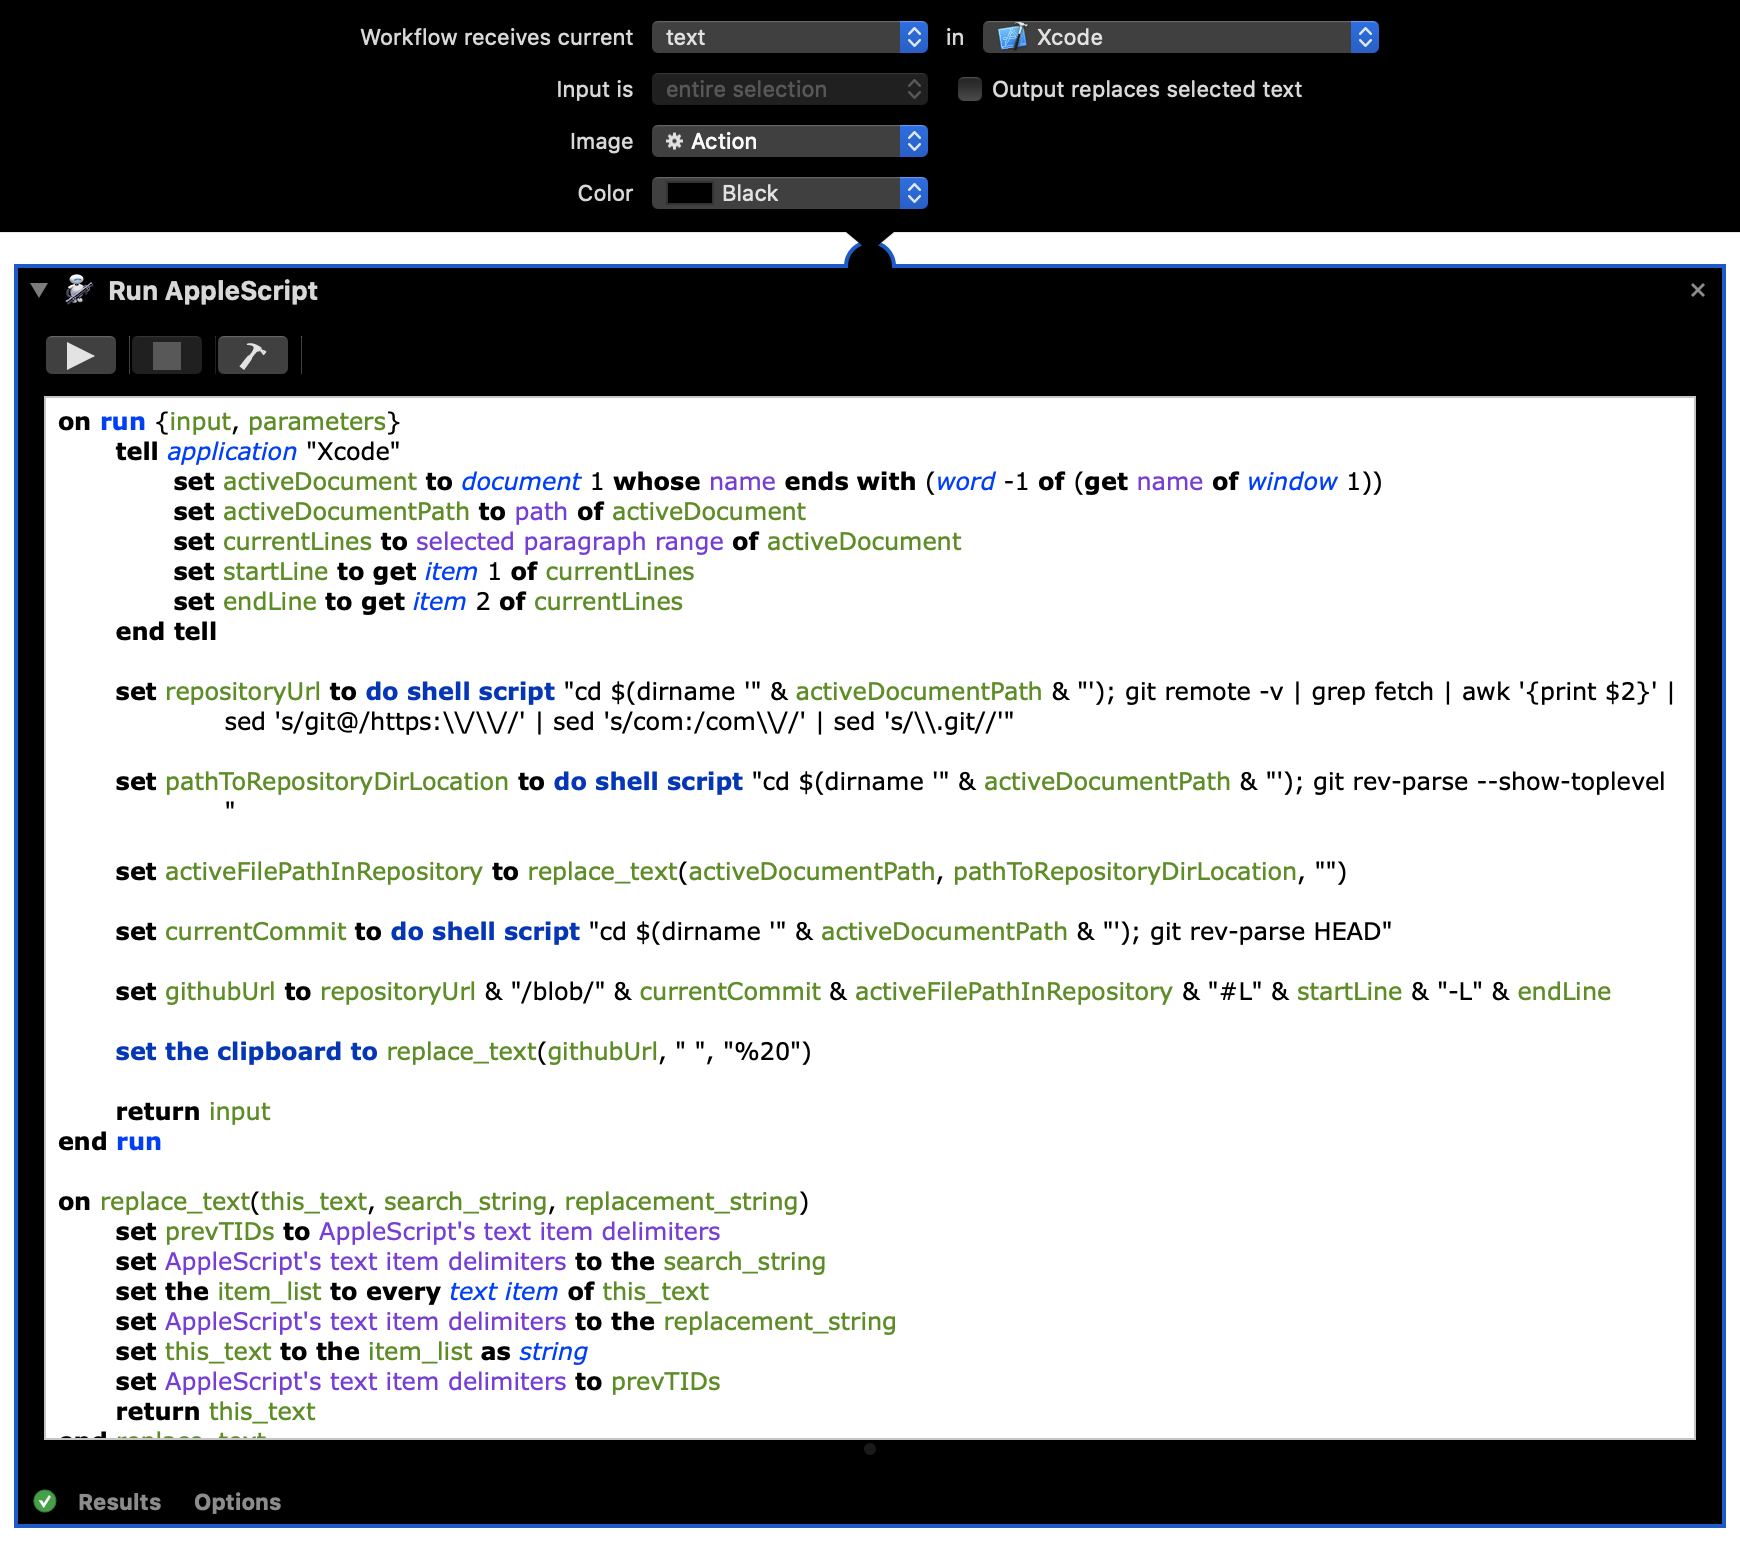 Workflow receives current text in Xcode
Input is entire selection Output replaces selected text
Image Action
Color Black
Run AppleScript
on run {input, parameters}
tell application "Xcode"
set activeDocument to document 1 whose name ends with (word -1 of (get name of window 1))
set activeDocumentPath to path of activeDocument
set currentLines to selected paragraph range of activeDocument
set startLine to get item 1 of currentLines
set endLine to get item 2 of currentLines
end tell
set repositoryUrl to do shell script "cd $(dirname '" & activeDocumentPath & "'); git remote -v | grep fetch | awk '{print $2}' |
sed 's/git@/https:\\/\\//' | sed 's/com:/com\\//' | sed 's/\\.git//'"
set pathToRepositoryDirLocation to do shell script "cd $(dirname '" & activeDocumentPath & "'); git rev-parse --show-toplevel
"
set activeFilePathInRepository to replace_text(activeDocumentPath, pathToRepositoryDirLocation, "")
set currentCommit to do shell script "cd $(dirname '" & activeDocumentPath & "'); git rev-parse HEAD"
set githubUrl to repositoryUrl & "/blob/" & currentCommit & activeFilePathInRepository & "#L" & startLine & "-L" & endLine
set the clipboard to replace_text(githubUrl, " ", "%20")
return input
end run
on replace_text(this_text, search_string, replacement_string)
set prevTIDs to AppleScript's text item delimiters
set AppleScript's text item delimiters to the search_string
set the item_list to every text item of this_text
set AppleScript's text item delimiters to the replacement_string
set this_text to the item_list as string
set AppleScript's text item delimiters to prevTIDs
return this_text
end replace_text
Results Options